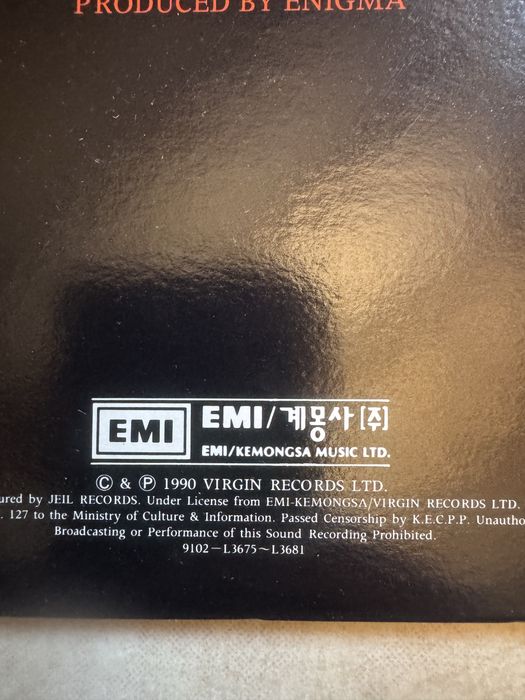 PRODUCED BY ENIGMA
EMI
EMI/계몽사 [주]
EMI/KEMONGSA MUSIC LTD.
Ⓒ & Ⓟ 1990 VIRGIN RECORDS LTD.
ured by JEIL RECORDS. Under License from EMI-KEMONGSA/VIRGIN RECORDS LTD.
. 127 to the Ministry of Culture & Information. Passed Censorship by K.E.C.P.P. Unautho
Broadcasting or Performance of this Sound Recording Prohibited.
9102－L3675～L3681